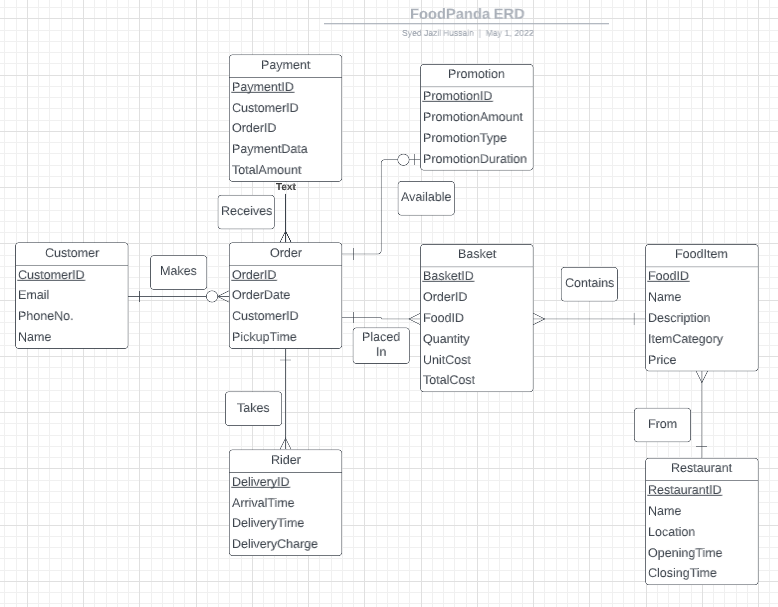 FoodPanda ERD
Syed Jazil Hussain | May 1, 2022
Payment
PaymentID
CustomerID
OrderID
PaymentData
TotalAmount
Text
Promotion
PromotionID
PromotionAmount
PromotionType
PromotionDuration
Receives
Available
Customer
CustomerID
Email
PhoneNo.
Name
Makes
Order
OrderID
OrderDate
CustomerID
PickupTime
Placed
In
Basket
BasketID
OrderID
FoodID
Quantity
UnitCost
TotalCost
Contains
FoodItem
FoodID
Name
Description
ItemCategory
Price
Takes
From
Rider
DeliveryID
ArrivalTime
DeliveryTime
DeliveryCharge
Restaurant
RestaurantID
Name
Location
OpeningTime
ClosingTime